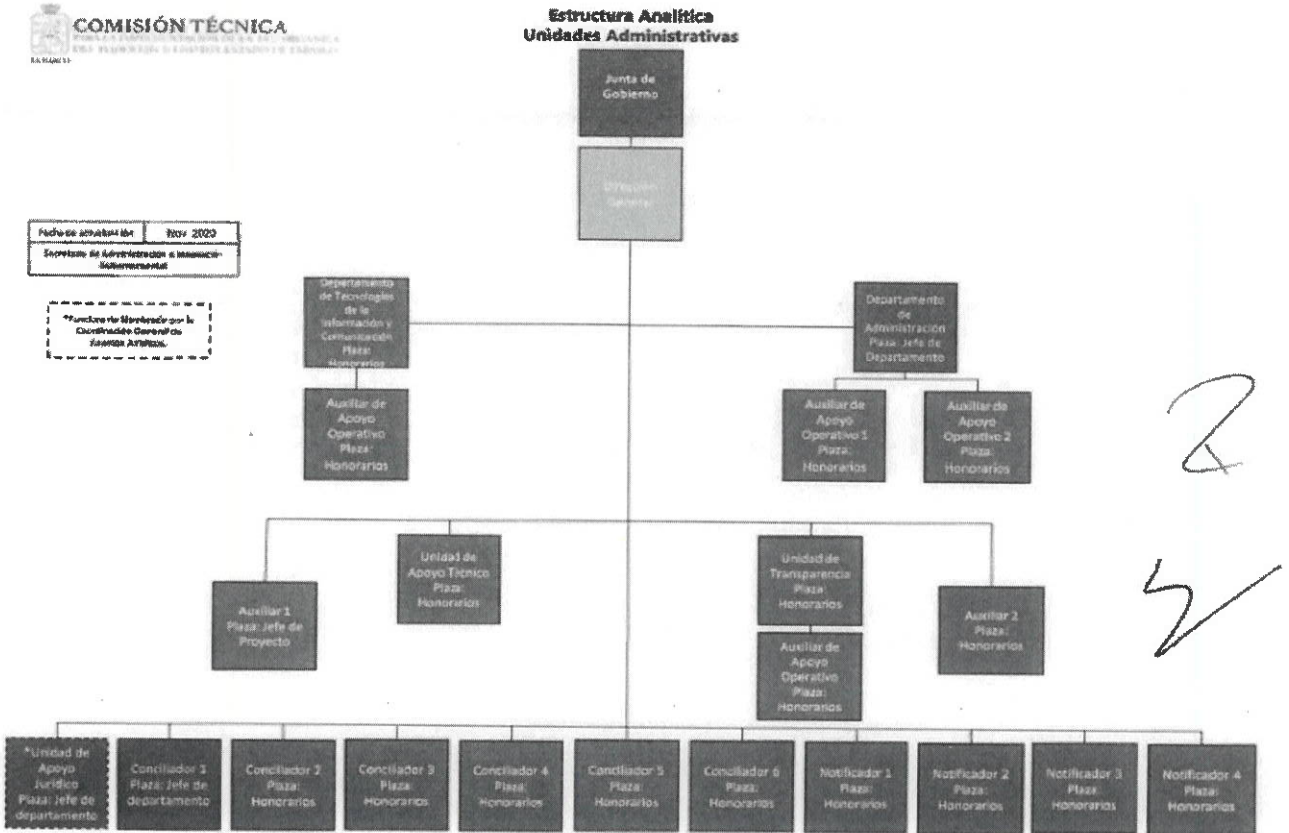 COMISIÓN TÉCNICA
Estructura Analítica
Unidades Administrativas
Junta de
Gobierno
Dirección
General
Nov 2020
Departamento
de Tecnologías
de la
Información y
Comunicación
Plaza:
Honorarios
Departamento
de
Administración
Plaza: Jefe de
Departamento
Auxiliar de
Apoyo
Operativo
Plaza:
Honorarios
Auxiliar de
Apoyo
Operativo 1
Plaza:
Honorarios
Auxiliar de
Apoyo
Operativo 2
Plaza:
Honorarios
Auxiliar 1
Plaza: Jefe de
Proyecto
Unidad de
Apoyo Técnico
Plaza:
Honorarios
Unidad de
Transparencia
Plaza:
Honorarios
Auxiliar de
Apoyo
Operativo
Plaza:
Honorarios
Auxiliar 2
Plaza:
Honorarios
*Unidad de
Apoyo
Jurídico
Plaza: Jefe de
departamento
Conciliador 1
Plaza: Jefe de
departamento
Conciliador 2
Plaza:
Honorarios
Conciliador 3
Plaza:
Honorarios
Conciliador 4
Plaza:
Honorarios
Conciliador 5
Plaza:
Honorarios
Conciliador 6
Plaza:
Honorarios
Notificador 1
Plaza:
Honorarios
Notificador 2
Plaza:
Honorarios
Notificador 3
Plaza:
Honorarios
Notificador 4
Plaza:
Honorarios